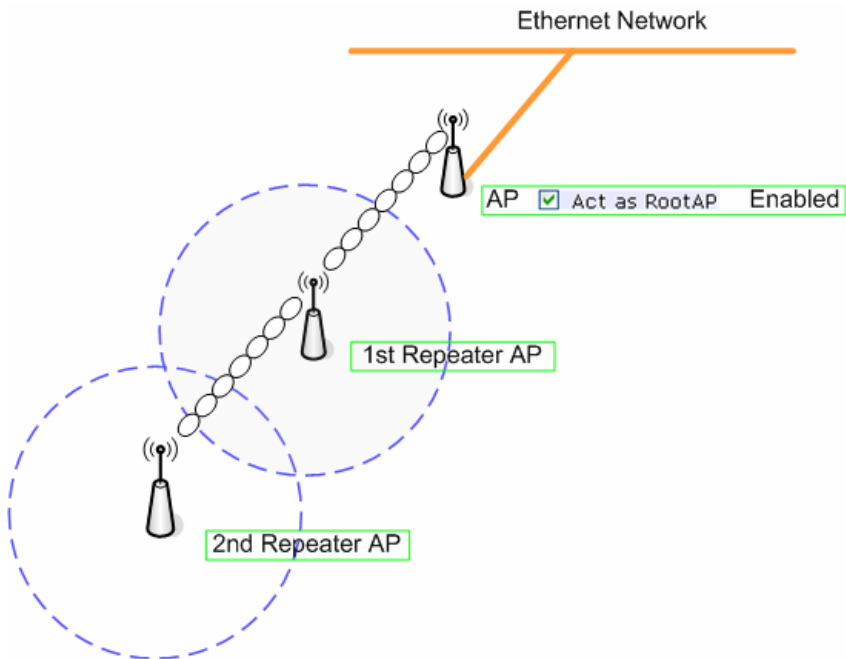 Ethernet Network
AP Act as RootAP Enabled
1st Repeater AP
2nd Repeater AP